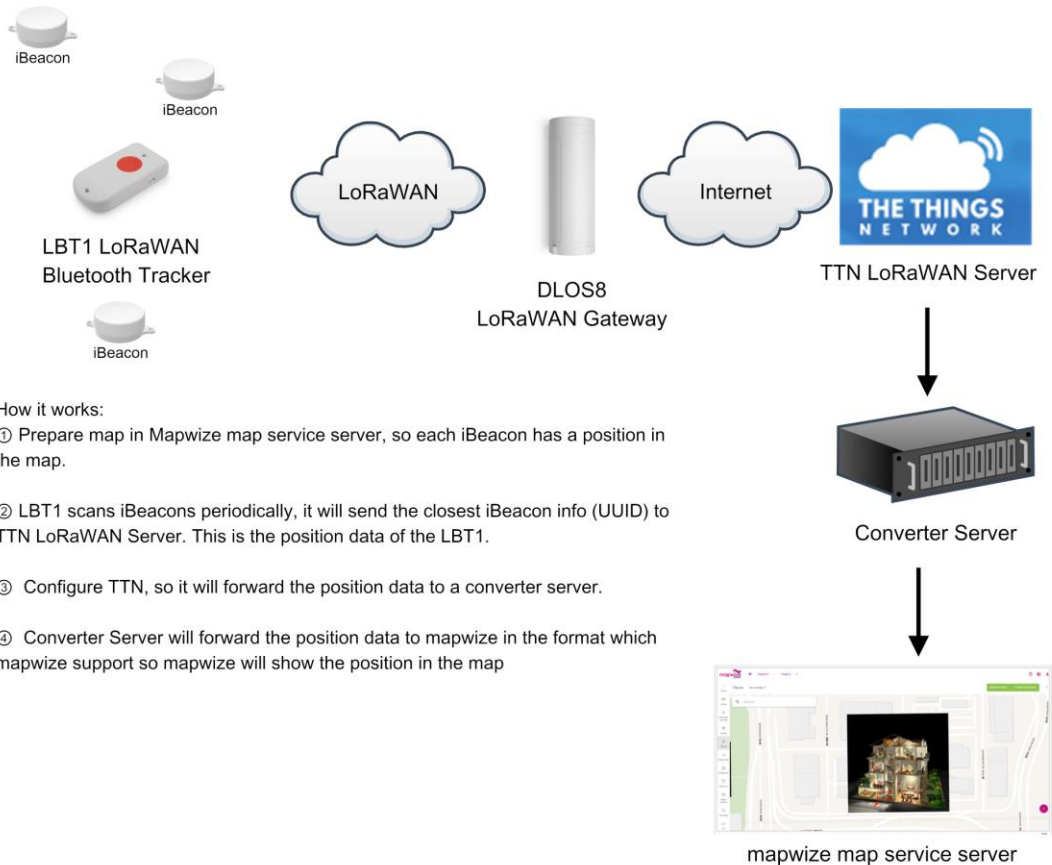 iBeacon
iBeacon
LoRaWAN
Internet
THE THINGS
NETWORK
LBT1 LoRaWAN
Bluetooth Tracker
DLOS8
LoRaWAN Gateway
TTN LoRaWAN Server
iBeacon
How it works:
① Prepare map in Mapwize map service server, so each iBeacon has a position in
the map.
② LBT1 scans iBeacons periodically, it will send the closest iBeacon info (UUID) to
TTN LoRaWAN Server. This is the position data of the LBT1.
③ Configure TTN, so it will forward the position data to a converter server.
④ Converter Server will forward the position data to mapwize in the format which
mapwize support so mapwize will show the position in the map
Converter Server
mapwize
mapwize map service server